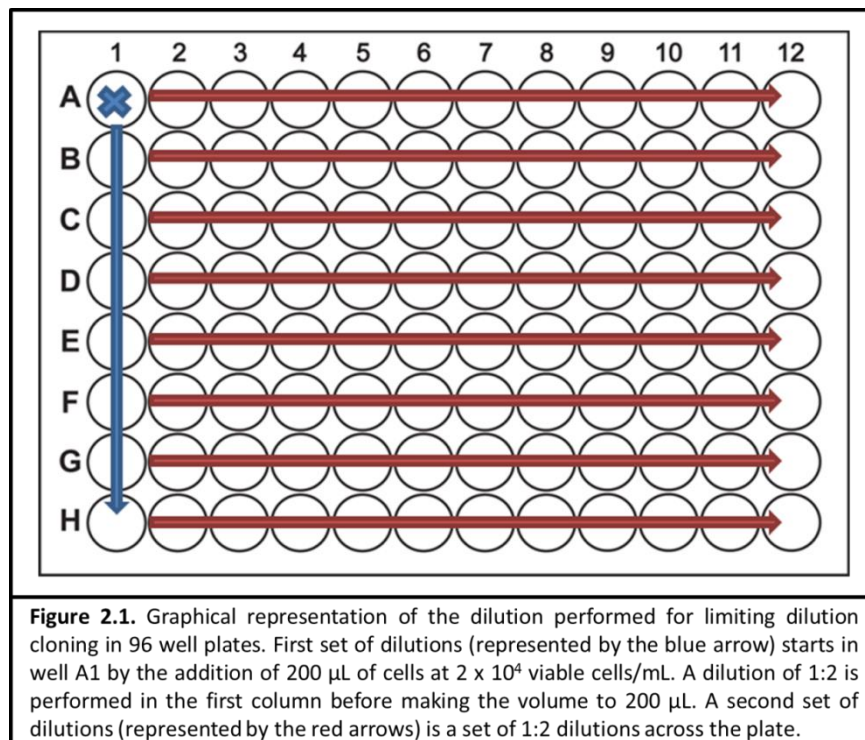 1 2 3 4 5 6 7 8 9 10 11 12
A
B
C
D
E
F
G
H
Figure 2.1. Graphical representation of the dilution performed for limiting dilution
cloning in 96 well plates. First set of dilutions (represented by the blue arrow) starts in
well A1 by the addition of 200 µL of cells at 2 x 10⁴ viable cells/mL. A dilution of 1:2 is
performed in the first column before making the volume to 200 µL. A second set of
dilutions (represented by the red arrows) is a set of 1:2 dilutions across the plate.